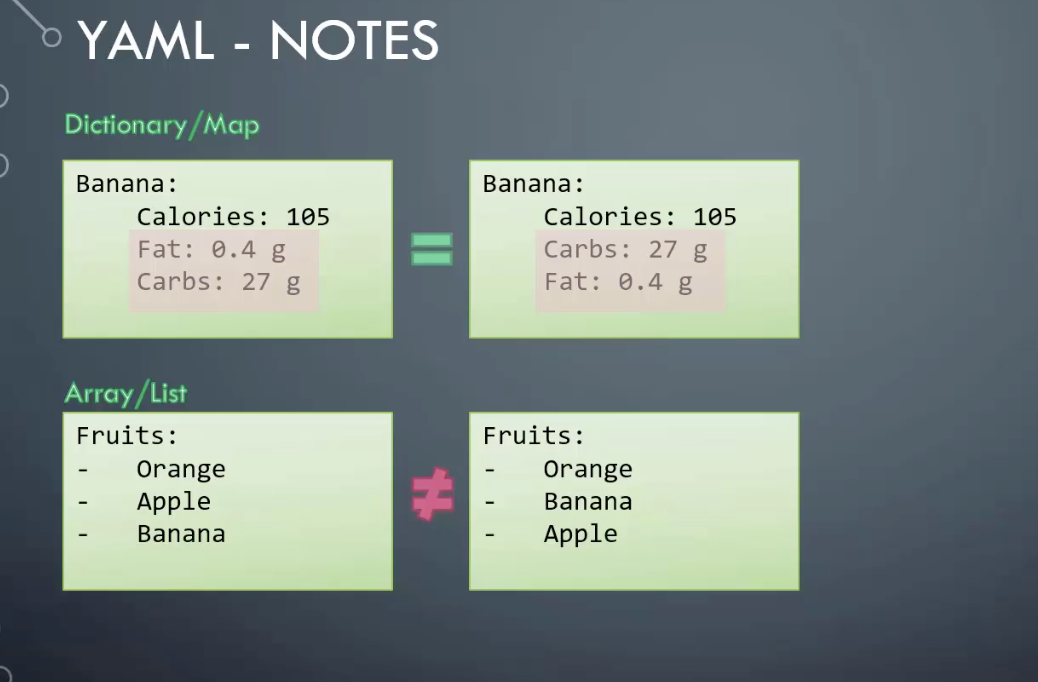 YAML - NOTES
Dictionary/Map
Banana:
Calories: 105
Fat: 0.4 g
Carbs: 27 g
=
Banana:
Calories: 105
Carbs: 27 g
Fat: 0.4 g
Array/List
Fruits:
- Orange
- Apple
- Banana
≠
Fruits:
- Orange
- Banana
- Apple